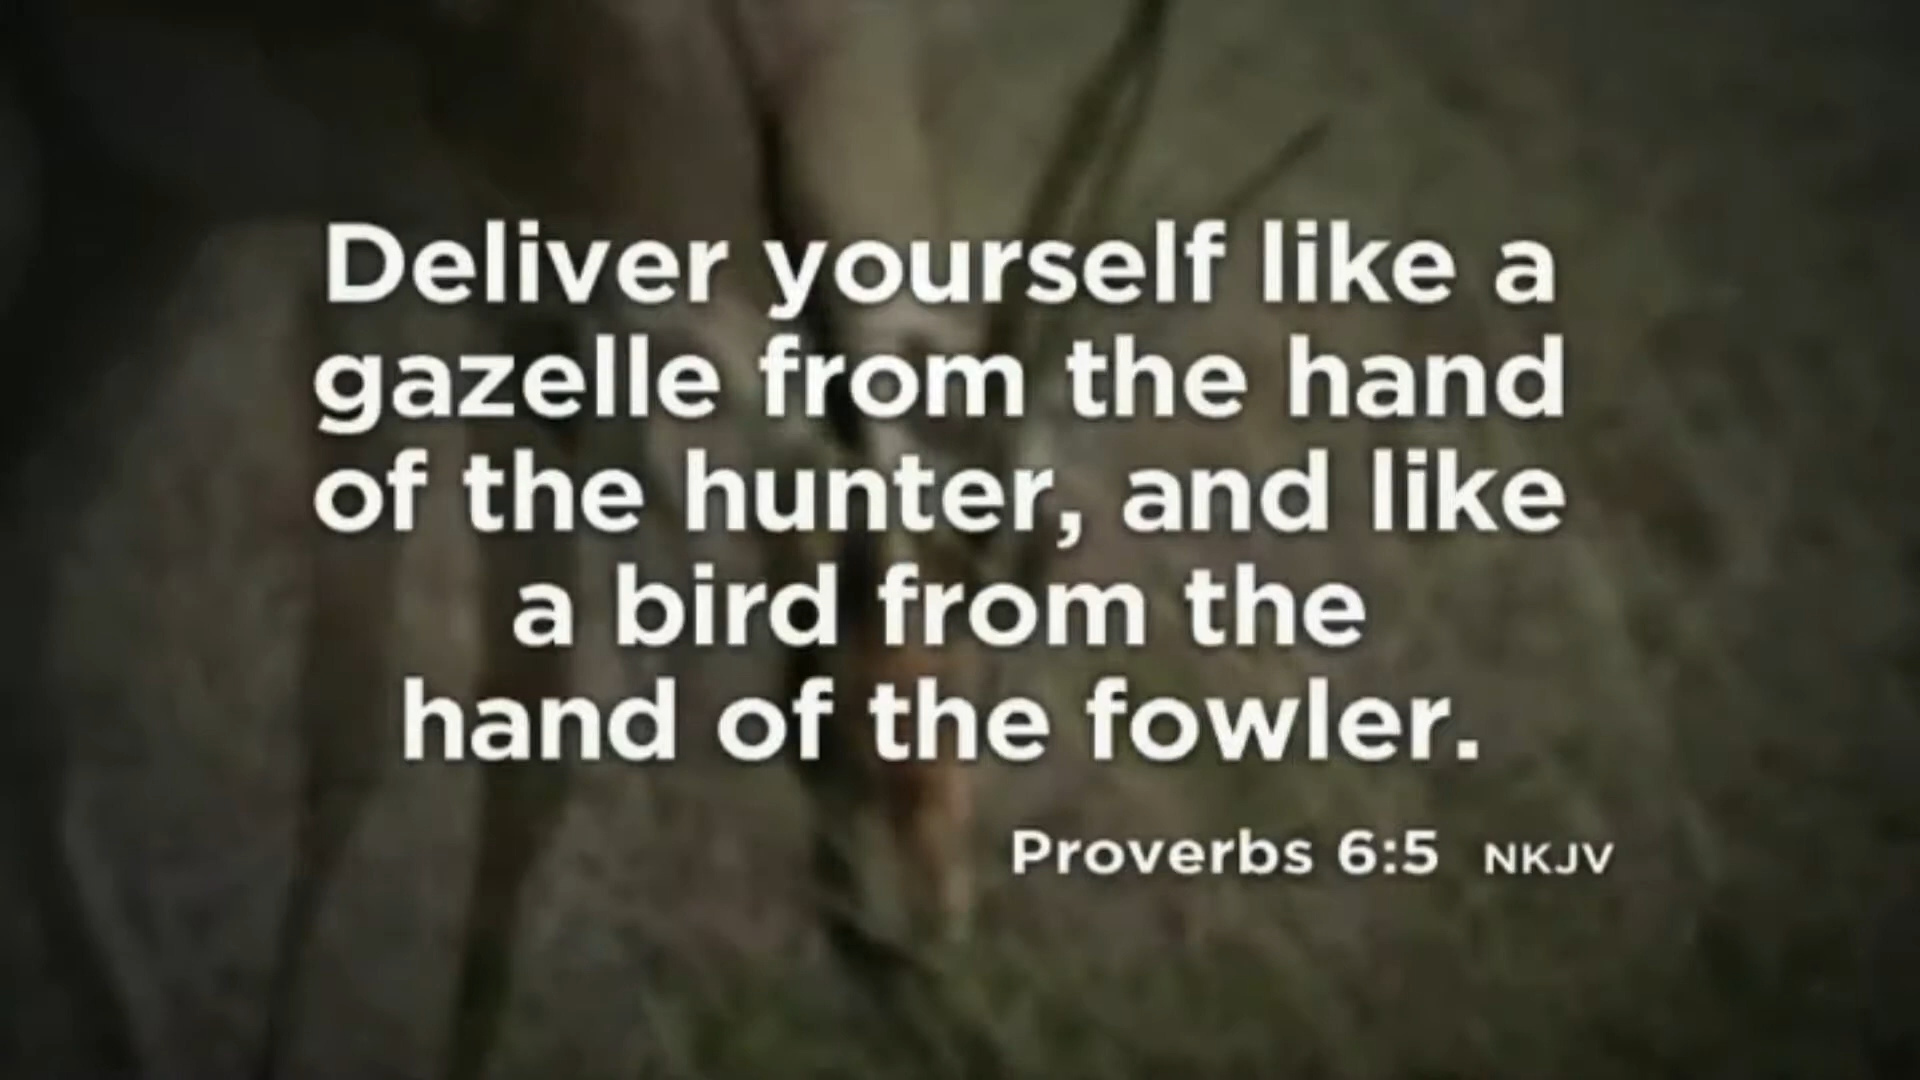 Deliver yourself like a
gazelle from the hand
of the hunter, and like
a bird from the
hand of the fowler.
Proverbs 6:5 NKJV